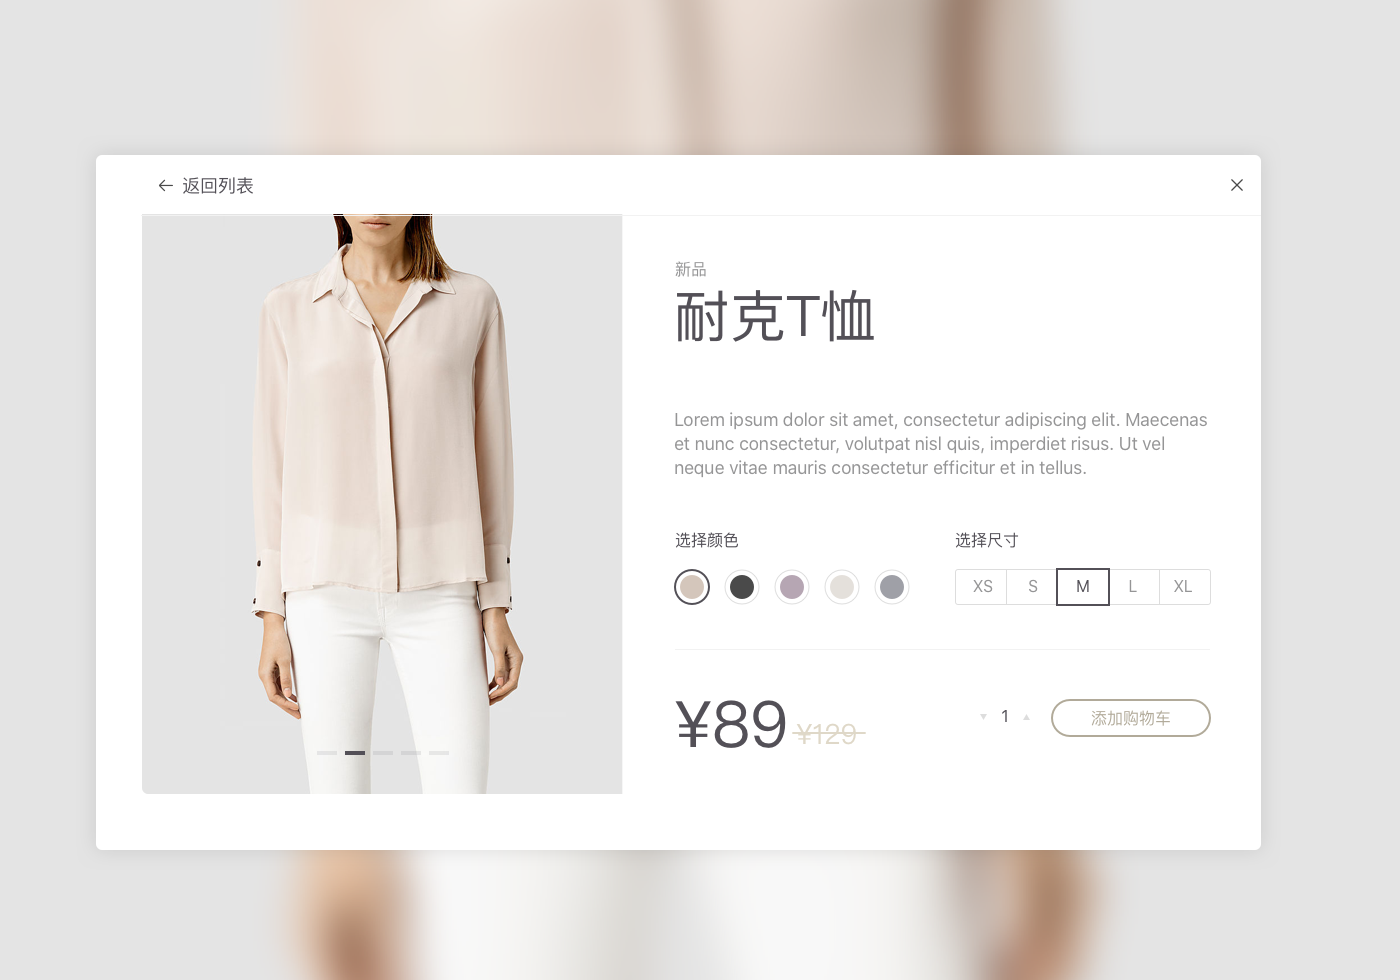 返回列表
新品
耐克T恤
Lorem ipsum dolor sit amet, consectetur adipiscing elit. Maecenas
et nunc consectetur, volutpat nisl quis, imperdiet risus. Ut vel
neque vitae mauris consectetur efficitur et in tellus.
选择颜色
选择尺寸
XS S M L XL
¥89 ¥129
1
添加购物车